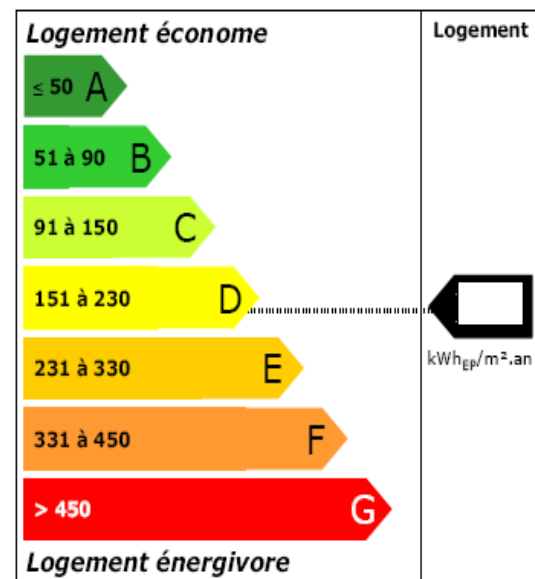 Logement économe
Logement
≤ 50 A
51 à 90 B
91 à 150 C
151 à 230 D
kWhEP/m².an
231 à 330 E
331 à 450 F
> 450 G
Logement énergivore